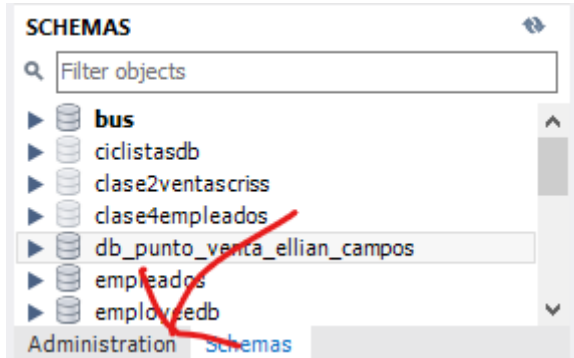 SCHEMAS
Filter objects
bus
ciclistasdb
clase2ventascriss
clase4empleados
db_punto_venta_ellian_campos
empleados
employeedb
Administration Schemas